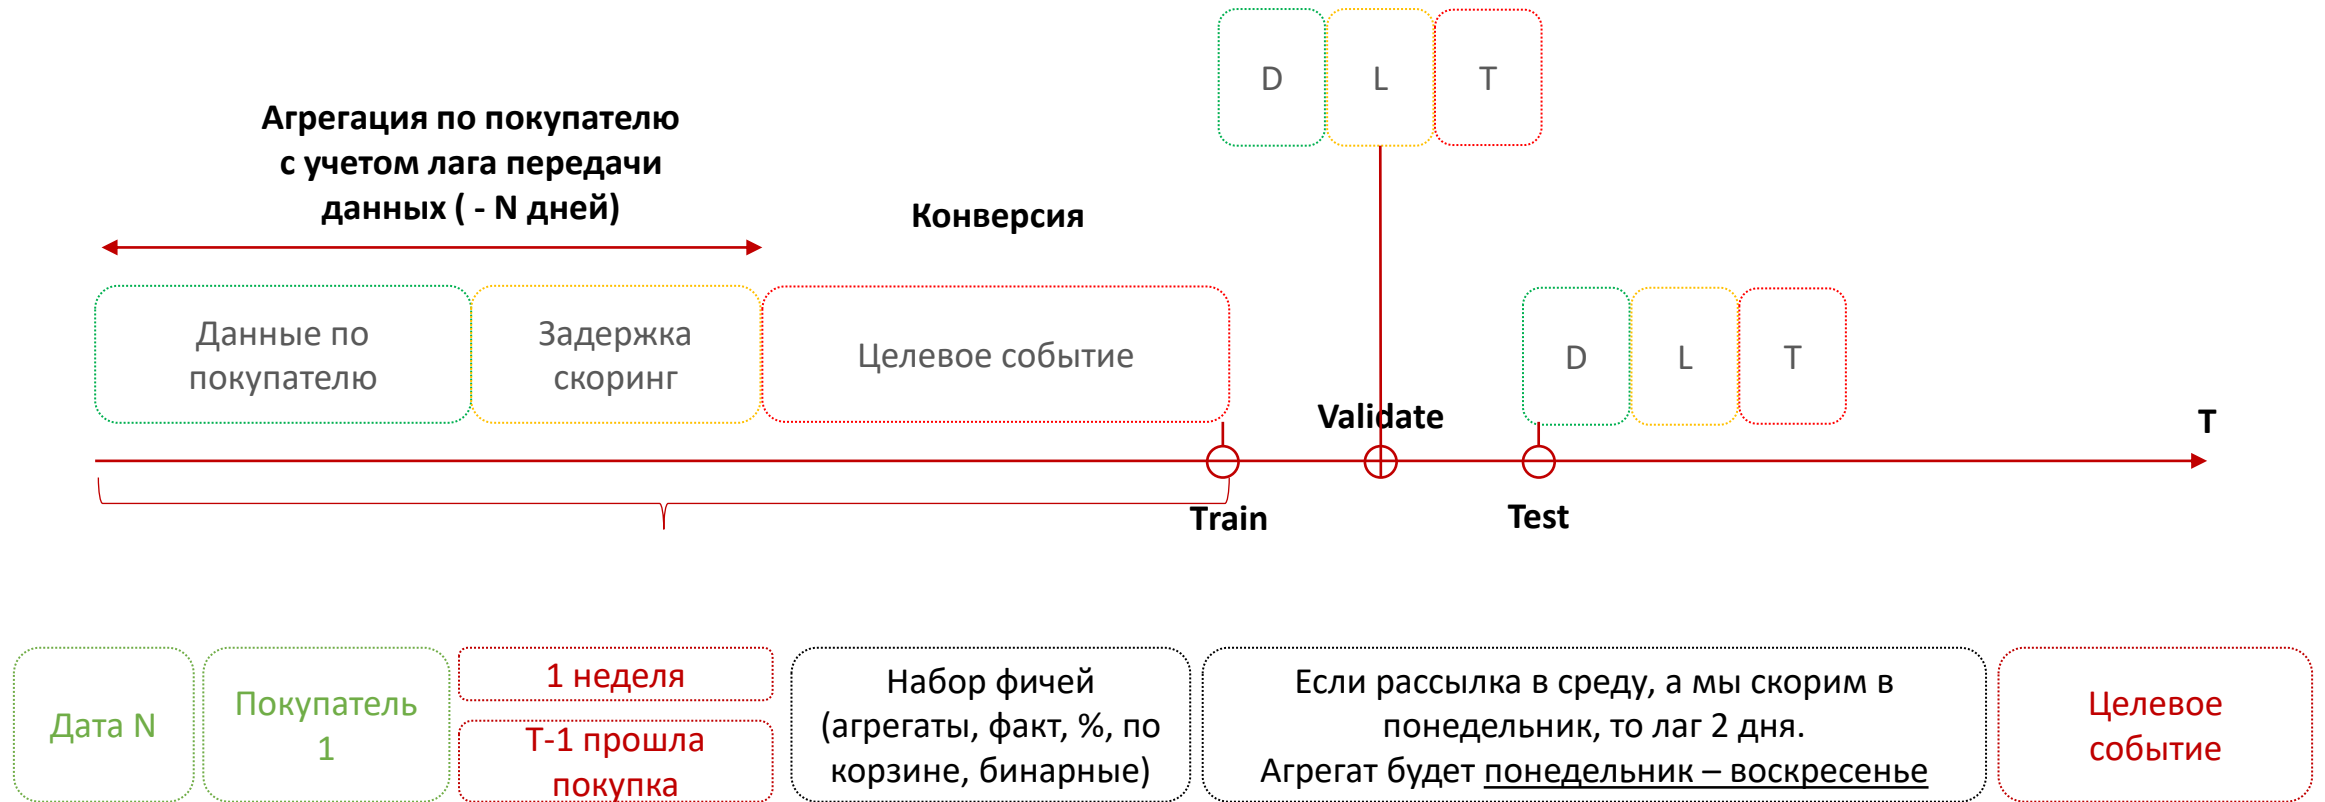 D
L
T
Агрегация по покупателю
с учетом лага передачи
данных ( - N дней)
Конверсия
Данные по
покупателю
Задержка
скоринг
Целевое событие
D
L
T
Validate
T
Train
Test
Дата N
Покупатель
1
1 неделя
Т-1 прошла
покупка
Набор фичей
(агрегаты, факт, %, по
корзине, бинарные)
Если рассылка в среду, а мы скорим в
понедельник, то лаг 2 дня.
Агрегат будет понедельник – воскресенье
Целевое
событие